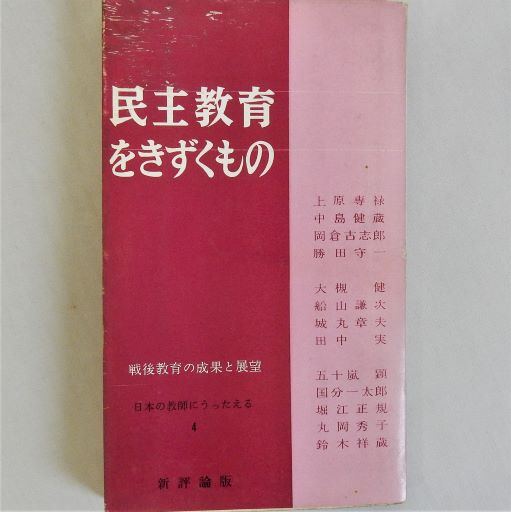 民主教育
をきずくもの
戦後教育の成果と展望
日本の教師にうったえる
4
新評論版
上原専禄
中島健蔵
岡倉古志郎
勝田守一
大槻健
船山謙次
城丸章夫
田中実
五十嵐顕
国分一太郎
堀江正規
丸岡秀子
鈴木祥蔵